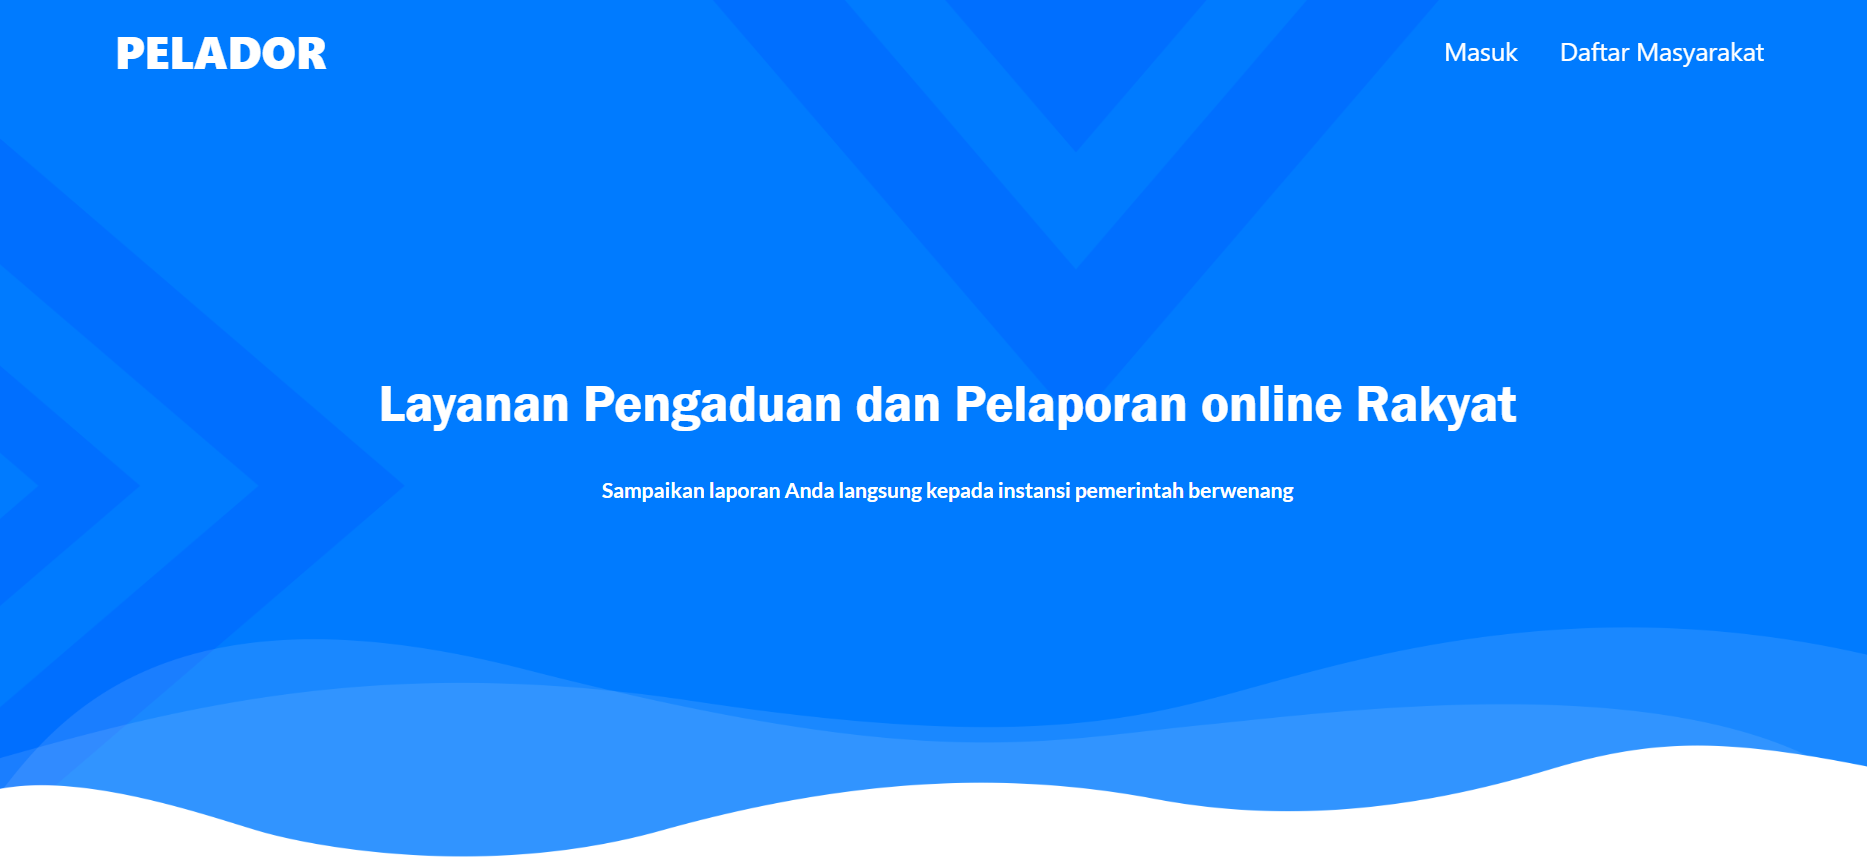 PELADOR
Masuk Daftar Masyarakat
Layanan Pengaduan dan Pelaporan online Rakyat
Sampaikan laporan Anda langsung kepada instansi pemerintah berwenang